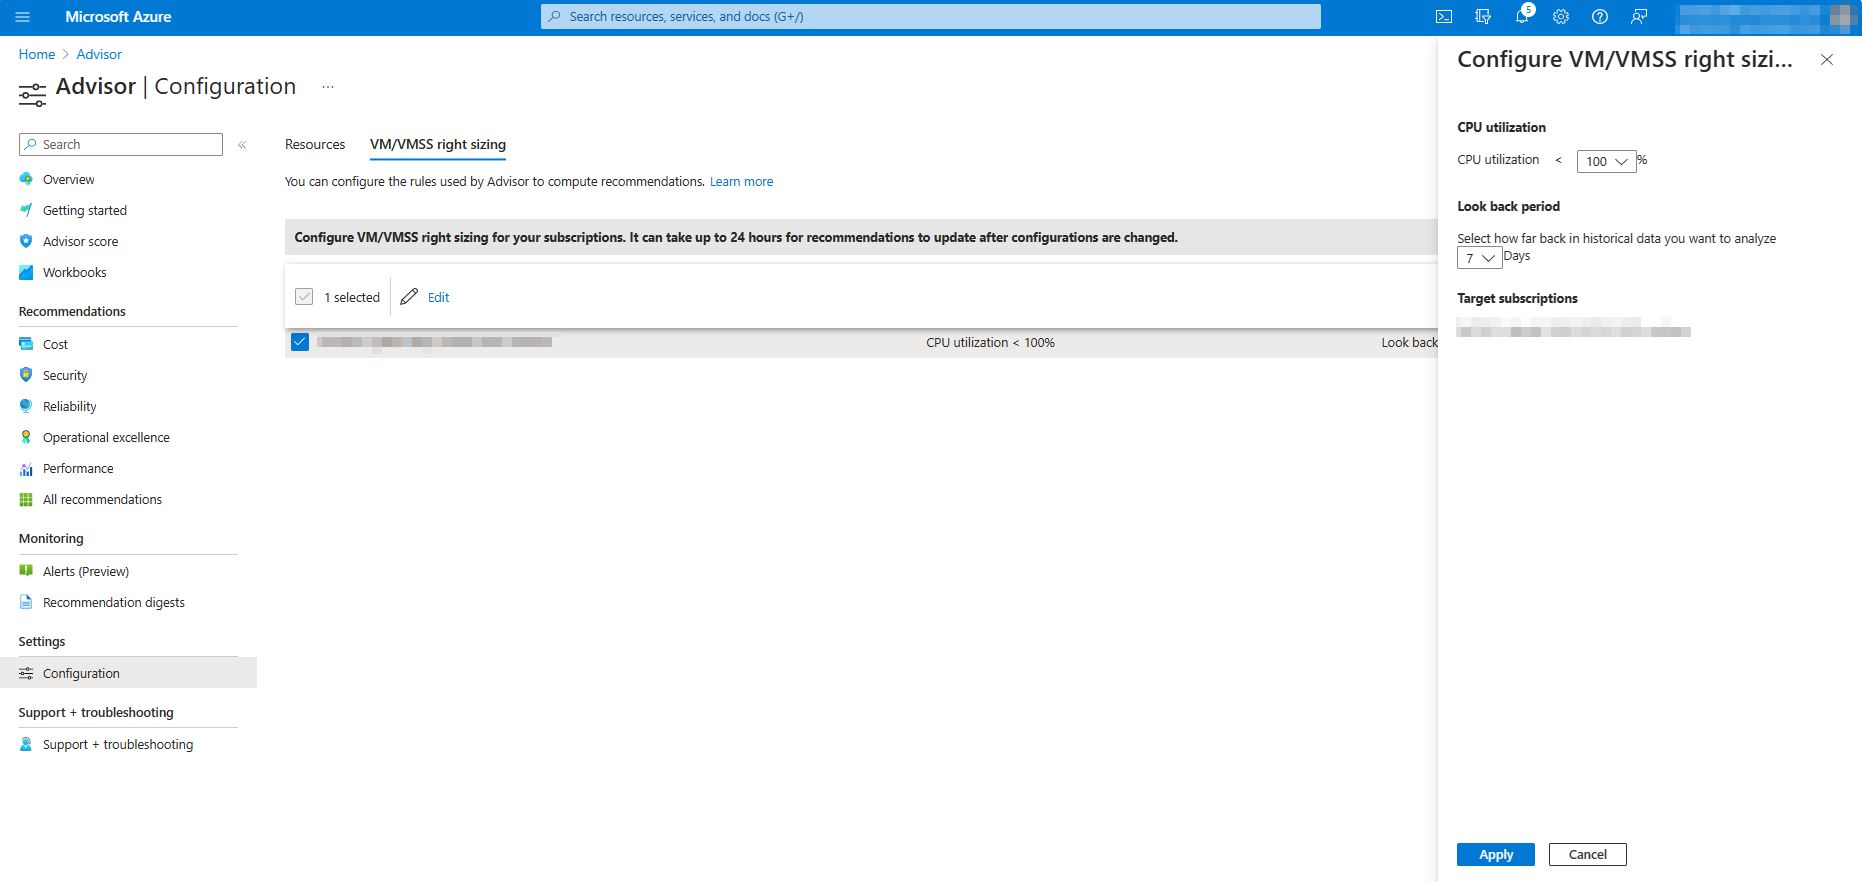 Microsoft Azure
Search resources, services, and docs (G+/)
5
Home > Advisor
Advisor | Configuration ...
Search
Overview
Getting started
Advisor score
Workbooks
Recommendations
Cost
Security
Reliability
Operational excellence
Performance
All recommendations
Monitoring
Alerts (Preview)
Recommendation digests
Settings
Configuration
Support + troubleshooting
Support + troubleshooting
Resources VM/VMSS right sizing
You can configure the rules used by Advisor to compute recommendations. Learn more
Configure VM/VMSS right sizing for your subscriptions. It can take up to 24 hours for recommendations to update after configurations are changed.
1 selected Edit
CPU utilization < 100% Look back
Configure VM/VMSS right sizi...
CPU utilization
CPU utilization < 100 %
Look back period
Select how far back in historical data you want to analyze
7 Days
Target subscriptions
Apply Cancel